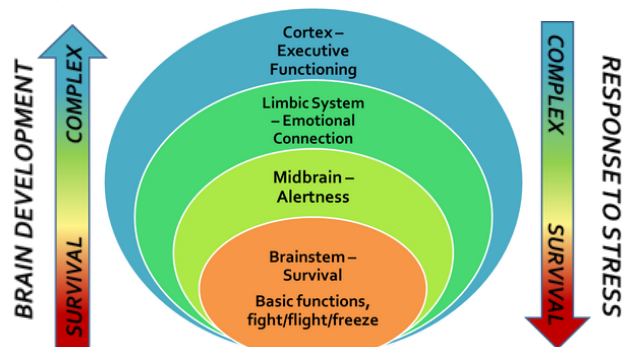 BRAIN DEVELOPMENT
COMPLEX
SURVIVAL
Cortex –
Executive
Functioning
Limbic System
– Emotional
Connection
Midbrain –
Alertness
Brainstem –
Survival
Basic functions,
fight/flight/freeze
COMPLEX
SURVIVAL
RESPONSE TO STRESS